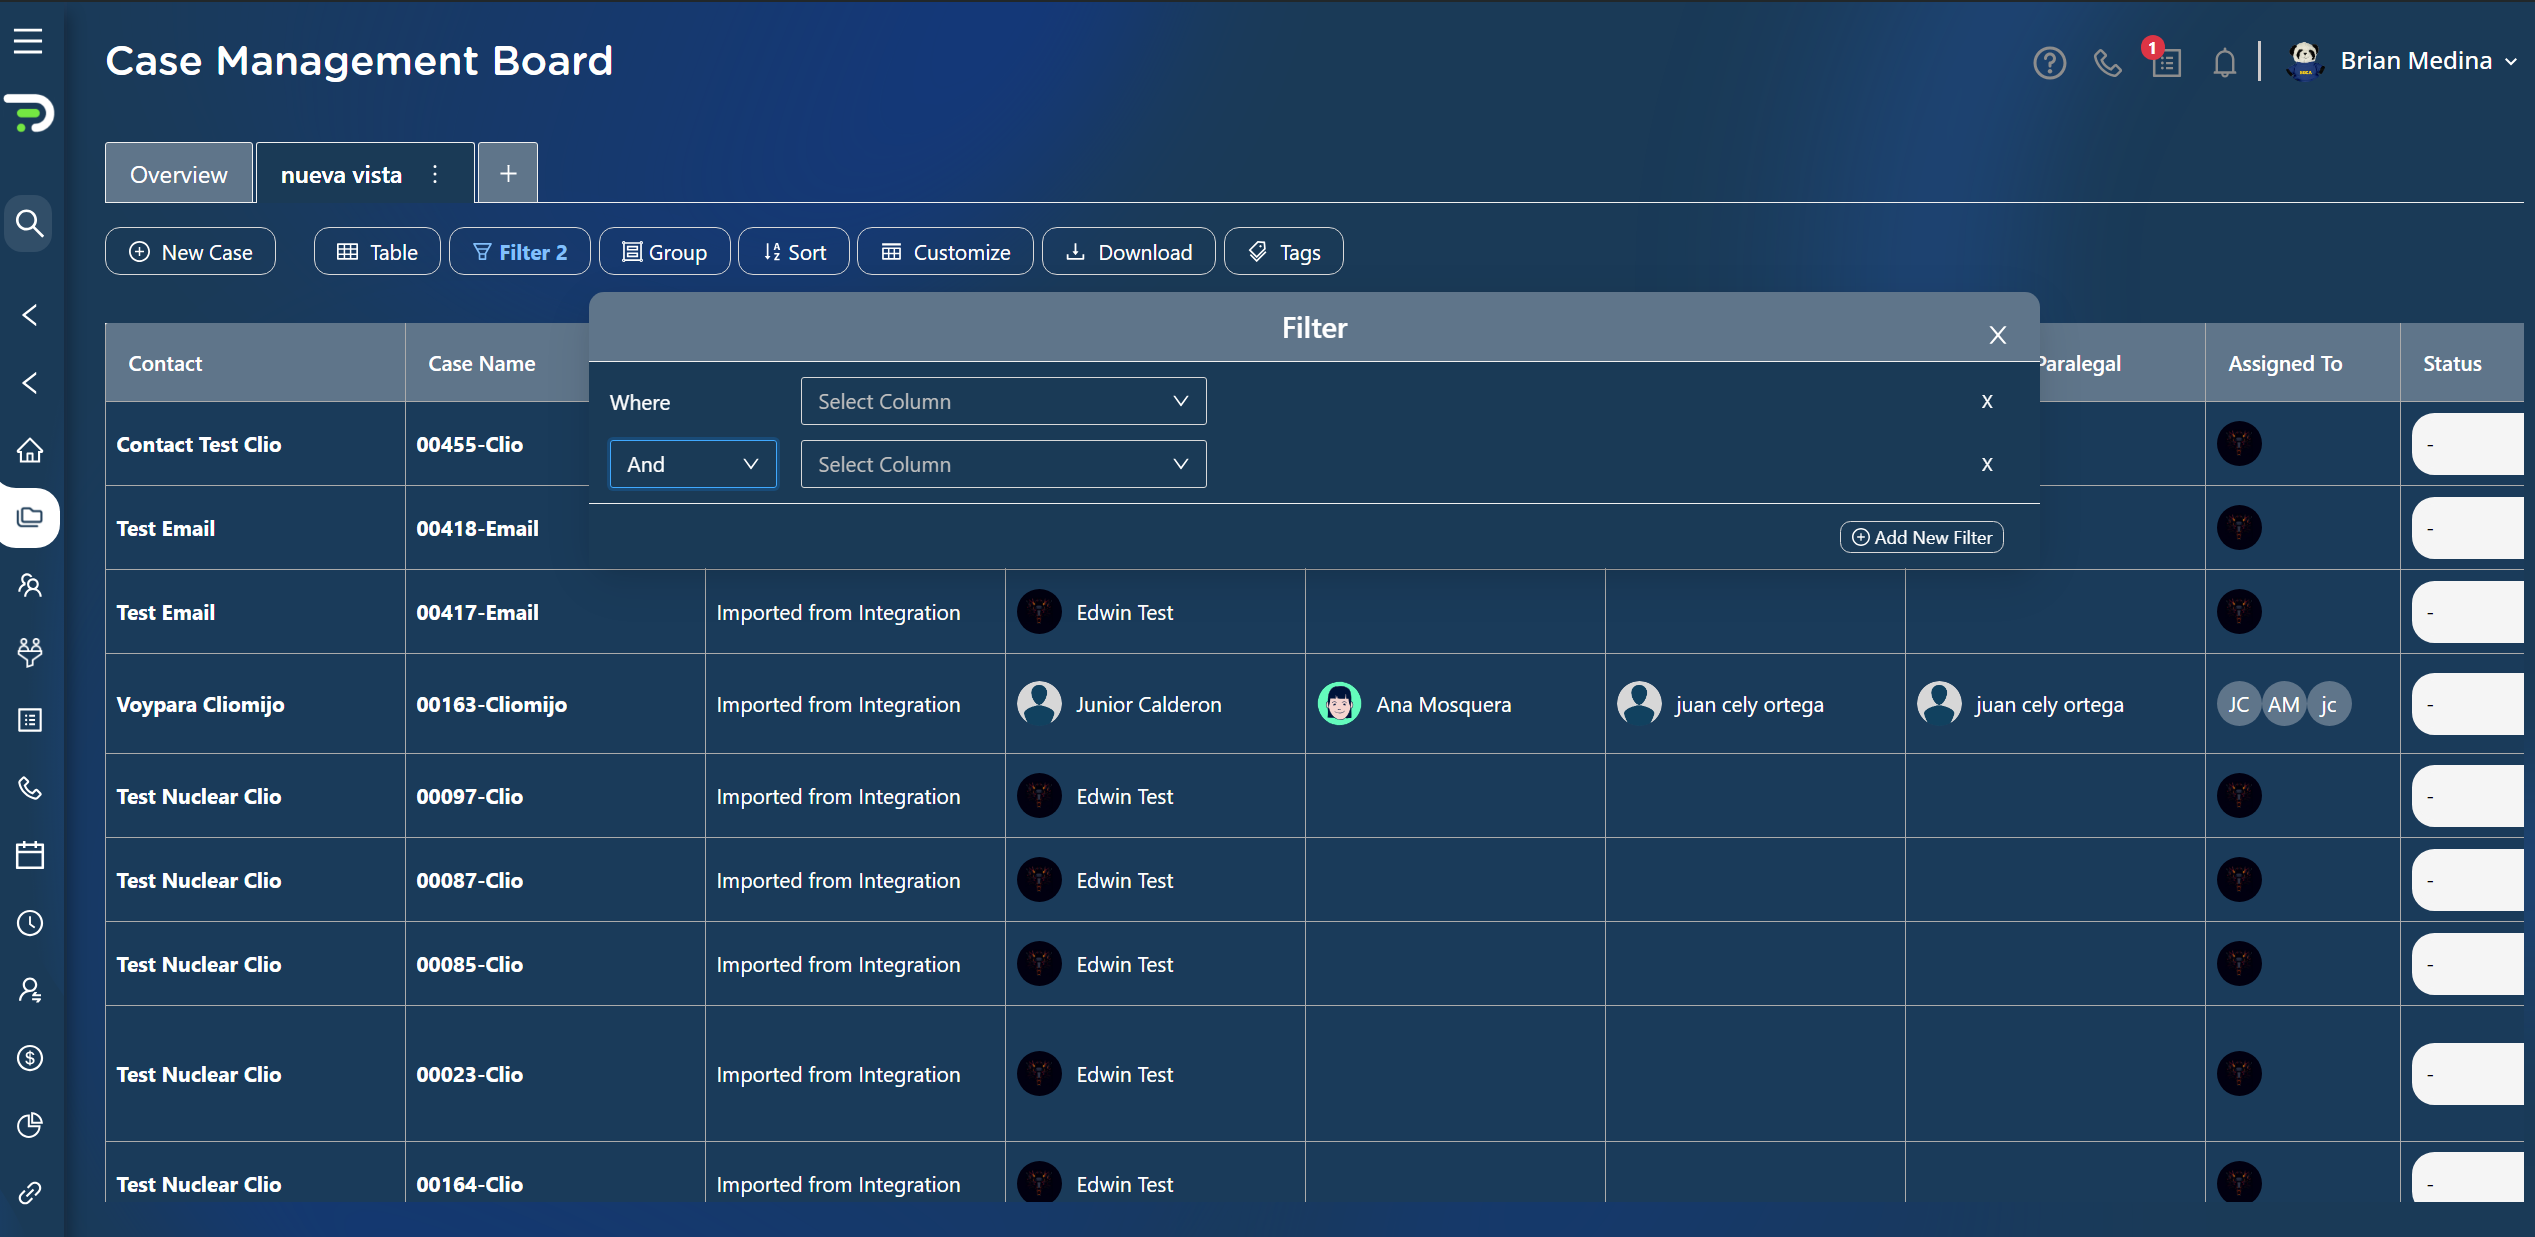 Case Management Board
1
Brian Medina
Overview
nueva vista
+
New Case
Table
Filter 2
Group
Sort
Customize
Download
Tags
Filter
X
Where
Select Column
X
And
Select Column
X
Add New Filter
Contact
Case Name
Paralegal
Assigned To
Status
Contact Test Clio
00455-Clio
-
Test Email
00418-Email
-
Test Email
00417-Email
Imported from Integration
Edwin Test
-
Voypara Cliomijo
00163-Cliomijo
Imported from Integration
Junior Calderon
Ana Mosquera
juan cely ortega
juan cely ortega
JC
AM
jc
-
Test Nuclear Clio
00097-Clio
Imported from Integration
Edwin Test
-
Test Nuclear Clio
00087-Clio
Imported from Integration
Edwin Test
-
Test Nuclear Clio
00085-Clio
Imported from Integration
Edwin Test
-
Test Nuclear Clio
00023-Clio
Imported from Integration
Edwin Test
-
Test Nuclear Clio
00164-Clio
Imported from Integration
Edwin Test
-